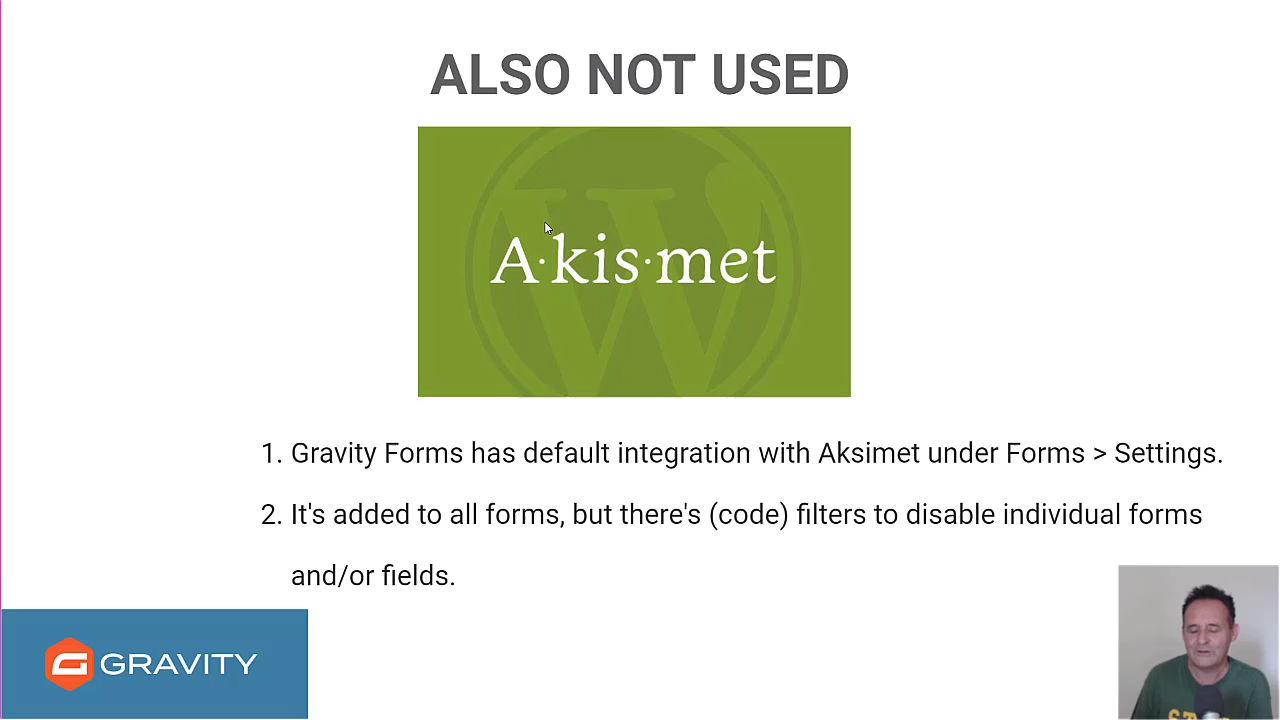 ALSO NOT USED
A·kis·met
1. Gravity Forms has default integration with Aksimet under Forms > Settings.
2. It's added to all forms, but there's (code) filters to disable individual forms
and/or fields.
GRAVITY